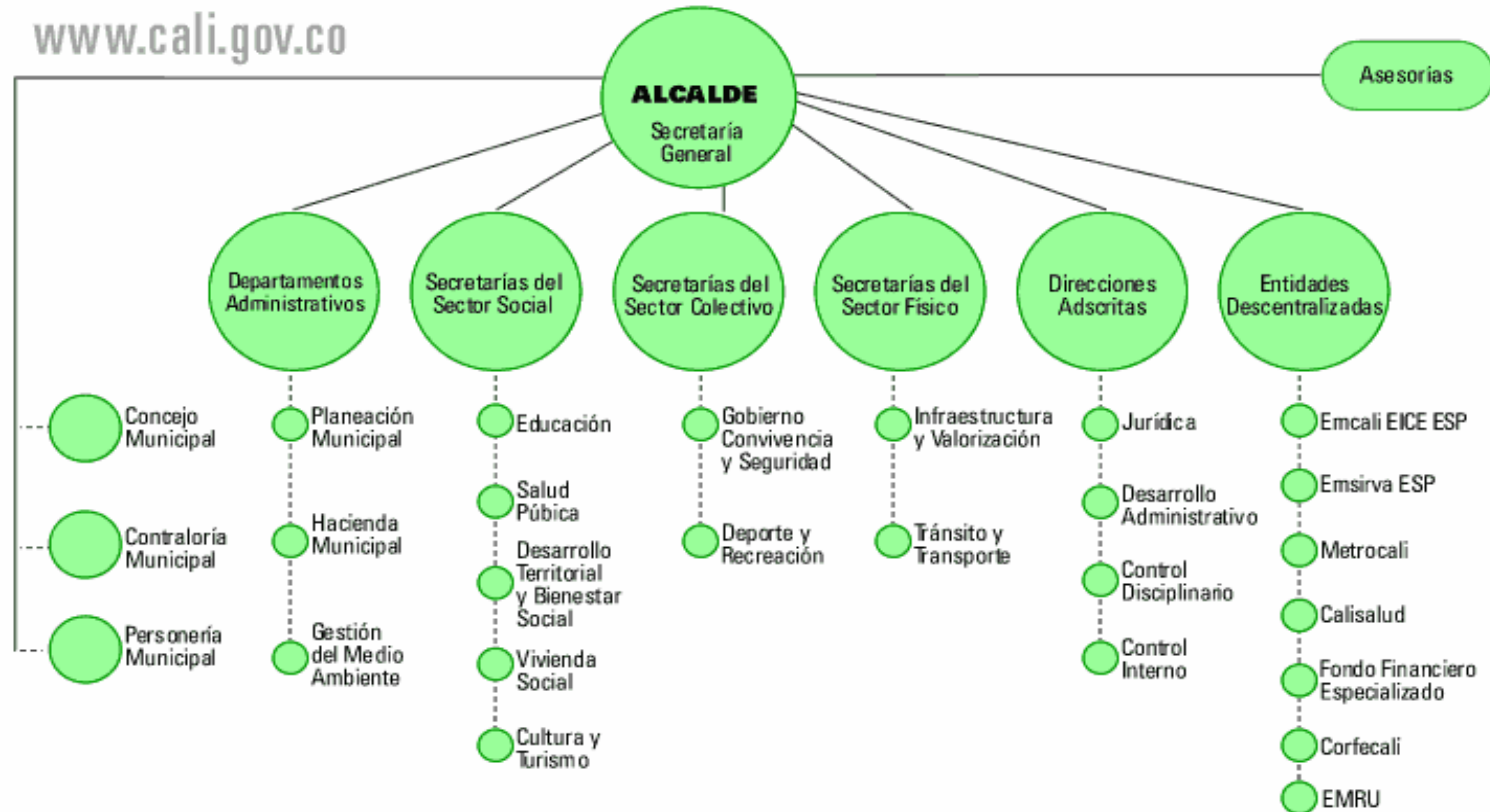 www.cali.gov.co
ALCALDE
Secretaría
General
Asesorías
Departamentos
Administrativos
Secretarías del
Sector Social
Secretarías del
Sector Colectivo
Secretarías del
Sector Físico
Direcciones
Adscritas
Entidades
Descentralizadas
Concejo
Municipal
Contraloría
Municipal
Personería
Municipal
Planeación
Municipal
Hacienda
Municipal
Gestión
del Medio
Ambiente
Educación
Salud
Púbica
Desarrollo
Territorial
y Bienestar
Social
Vivienda
Social
Cultura y
Turismo
Gobierno
Convivencia
y Seguridad
Deporte y
Recreación
Infraestructura
y Valorización
Tránsito y
Transporte
Jurídica
Desarrollo
Administrativo
Control
Disciplinario
Control
Interno
Emcali EICE ESP
Emsirva ESP
Metrocali
Calisalud
Fondo Financiero
Especializado
Corfecali
EMRU